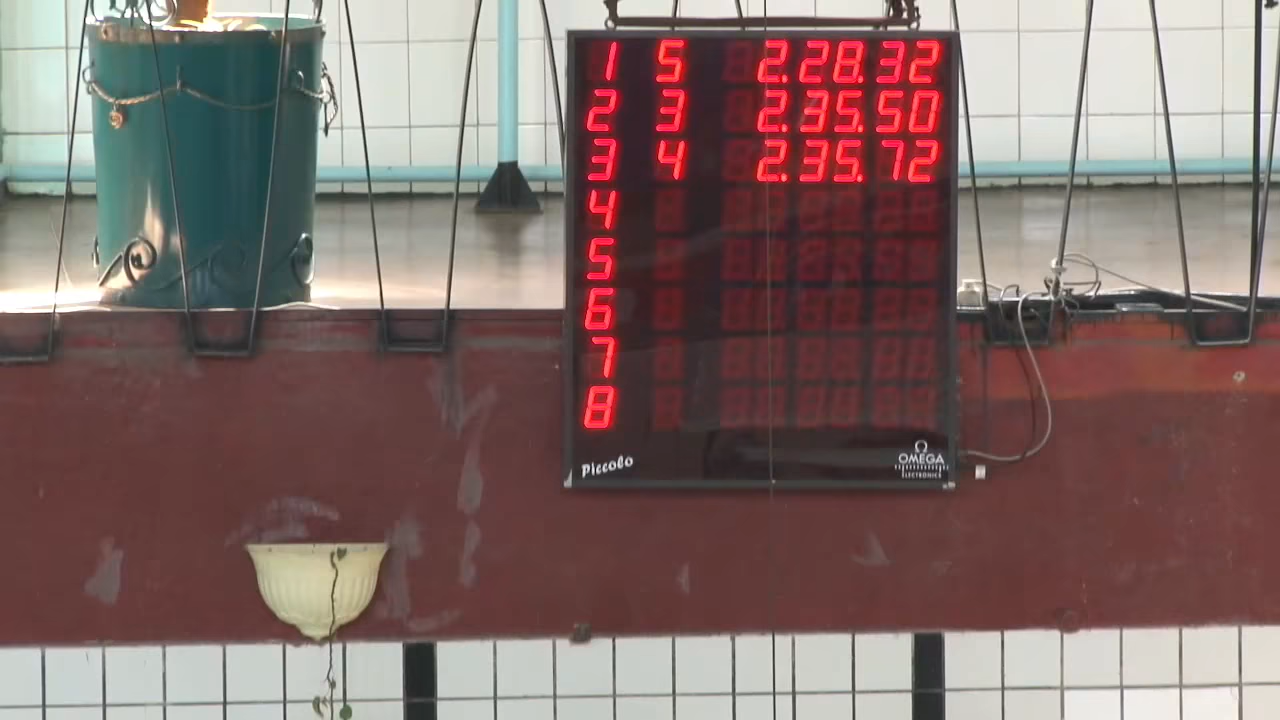 1 5 2.28.32
2 3 2.35.50
3 4 2.35.72
4
5
6
7
8
Piccolo
Ω
OMEGA
ELECTRONICS